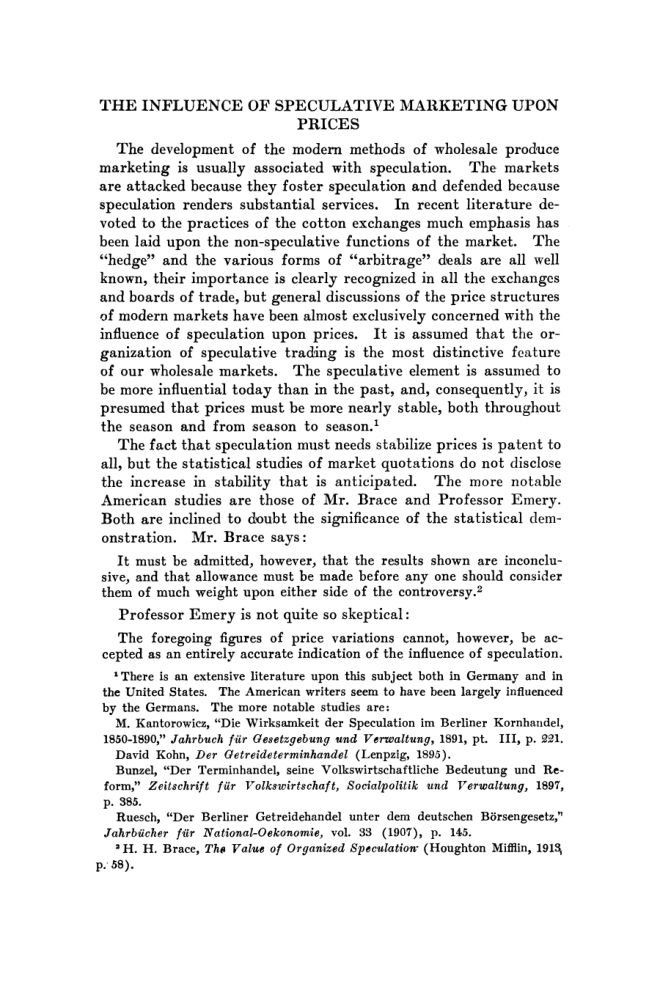 THE INFLUENCE OF SPECULATIVE MARKETING UPON
PRICES
The development of the modern methods of wholesale produce
marketing is usually associated with speculation. The markets
are attacked because they foster speculation and defended because
speculation renders substantial services. In recent literature de-
voted to the practices of the cotton exchanges much emphasis has
been laid upon the non-speculative functions of the market. The
“hedge” and the various forms of “arbitrage” deals are all well
known, their importance is clearly recognized in all the exchanges
and boards of trade, but general discussions of the price structures
of modern markets have been almost exclusively concerned with the
influence of speculation upon prices. It is assumed that the or-
ganization of speculative trading is the most distinctive feature
of our wholesale markets. The speculative element is assumed to
be more influential today than in the past, and, consequently, it is
presumed that prices must be more nearly stable, both throughout
the season and from season to season.¹
The fact that speculation must needs stabilize prices is patent to
all, but the statistical studies of market quotations do not disclose
the increase in stability that is anticipated. The more notable
American studies are those of Mr. Brace and Professor Emery.
Both are inclined to doubt the significance of the statistical dem-
onstration. Mr. Brace says:
It must be admitted, however, that the results shown are inconclu-
sive, and that allowance must be made before any one should consider
them of much weight upon either side of the controversy.²
Professor Emery is not quite so skeptical:
The foregoing figures of price variations cannot, however, be ac-
cepted as an entirely accurate indication of the influence of speculation.
¹ There is an extensive literature upon this subject both in Germany and in
the United States. The American writers seem to have been largely influenced
by the Germans. The more notable studies are:
M. Kantorowicz, “Die Wirksamkeit der Speculation im Berliner Kornhandel,
1850-1890,” Jahrbuch für Gesetzgebung und Verwaltung, 1891, pt. III, p. 221.
David Kohn, Der Getreideterminhandel (Lenpzig, 1895).
Bunzel, “Der Terminhandel, seine Volkswirtschaftliche Bedeutung und Re-
form,” Zeitschrift für Volkswirtschaft, Socialpolitik und Verwaltung, 1897,
p. 385.
Ruesch, “Der Berliner Getreidehandel unter dem deutschen Börsengesetz,”
Jahrbücher für National-Oekonomie, vol. 33 (1907), p. 145.
² H. H. Brace, The Value of Organized Speculation (Houghton Mifflin, 1913,
p. 58).